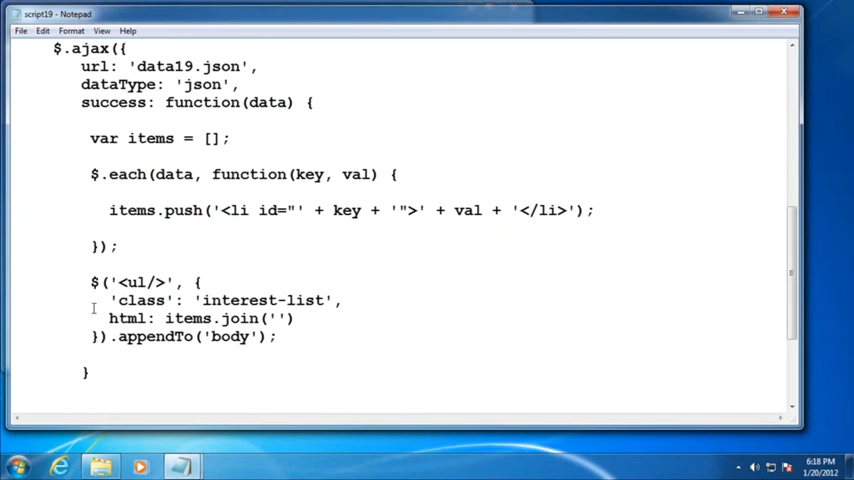 script19 - Notepad
File Edit Format View Help
$.ajax({
url: 'data19.json',
dataType: 'json',
success: function(data) {
var items = [];
$.each(data, function(key, val) {
items.push('<li id="' + key + '">' + val + '</li>');
});
$('<ul/>', {
'class': 'interest-list',
html: items.join('')
}).appendTo('body');
}
6:18 PM
1/20/2012